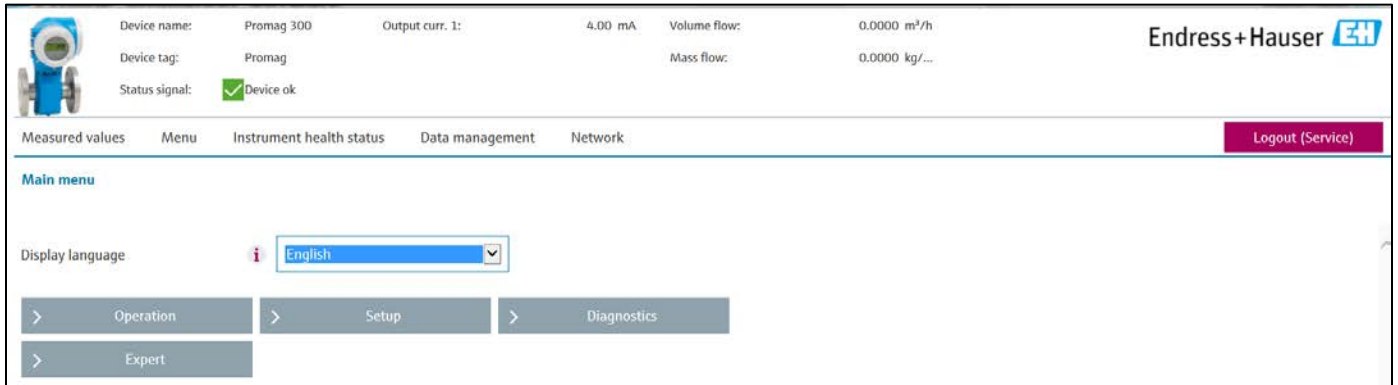 Device name: Promag 300 Output curr. 1: 4.00 mA Volume flow: 0.0000 m³/h
Endress+Hauser EH
Device tag: Promag Mass flow: 0.0000 kg/...
Status signal: Device ok
Measured values Menu Instrument health status Data management Network Logout (Service)
Main menu
Display language i English
> Operation > Setup > Diagnostics
> Expert